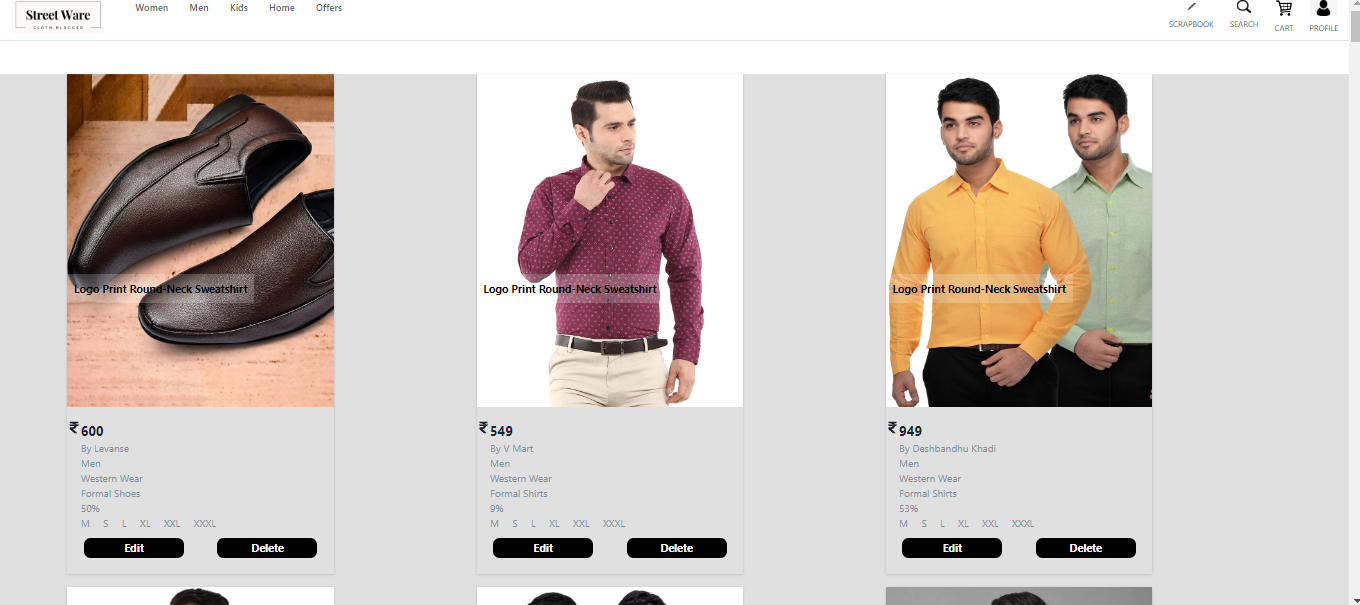 Street Ware
CLOTH BLOGGER
Women Men Kids Home Offers
SCRAPBOOK SEARCH CART PROFILE
Logo Print Round-Neck Sweatshirt
₹600
By Levanse
Men
Western Wear
Formal Shoes
50%
M S L XL XXL XXXL
Edit Delete
Logo Print Round-Neck Sweatshirt
₹549
By V Mart
Men
Western Wear
Formal Shirts
9%
M S L XL XXL XXXL
Edit Delete
Logo Print Round-Neck Sweatshirt
₹949
By Deshbandhu Khadi
Men
Western Wear
Formal Shirts
53%
M S L XL XXL XXXL
Edit Delete